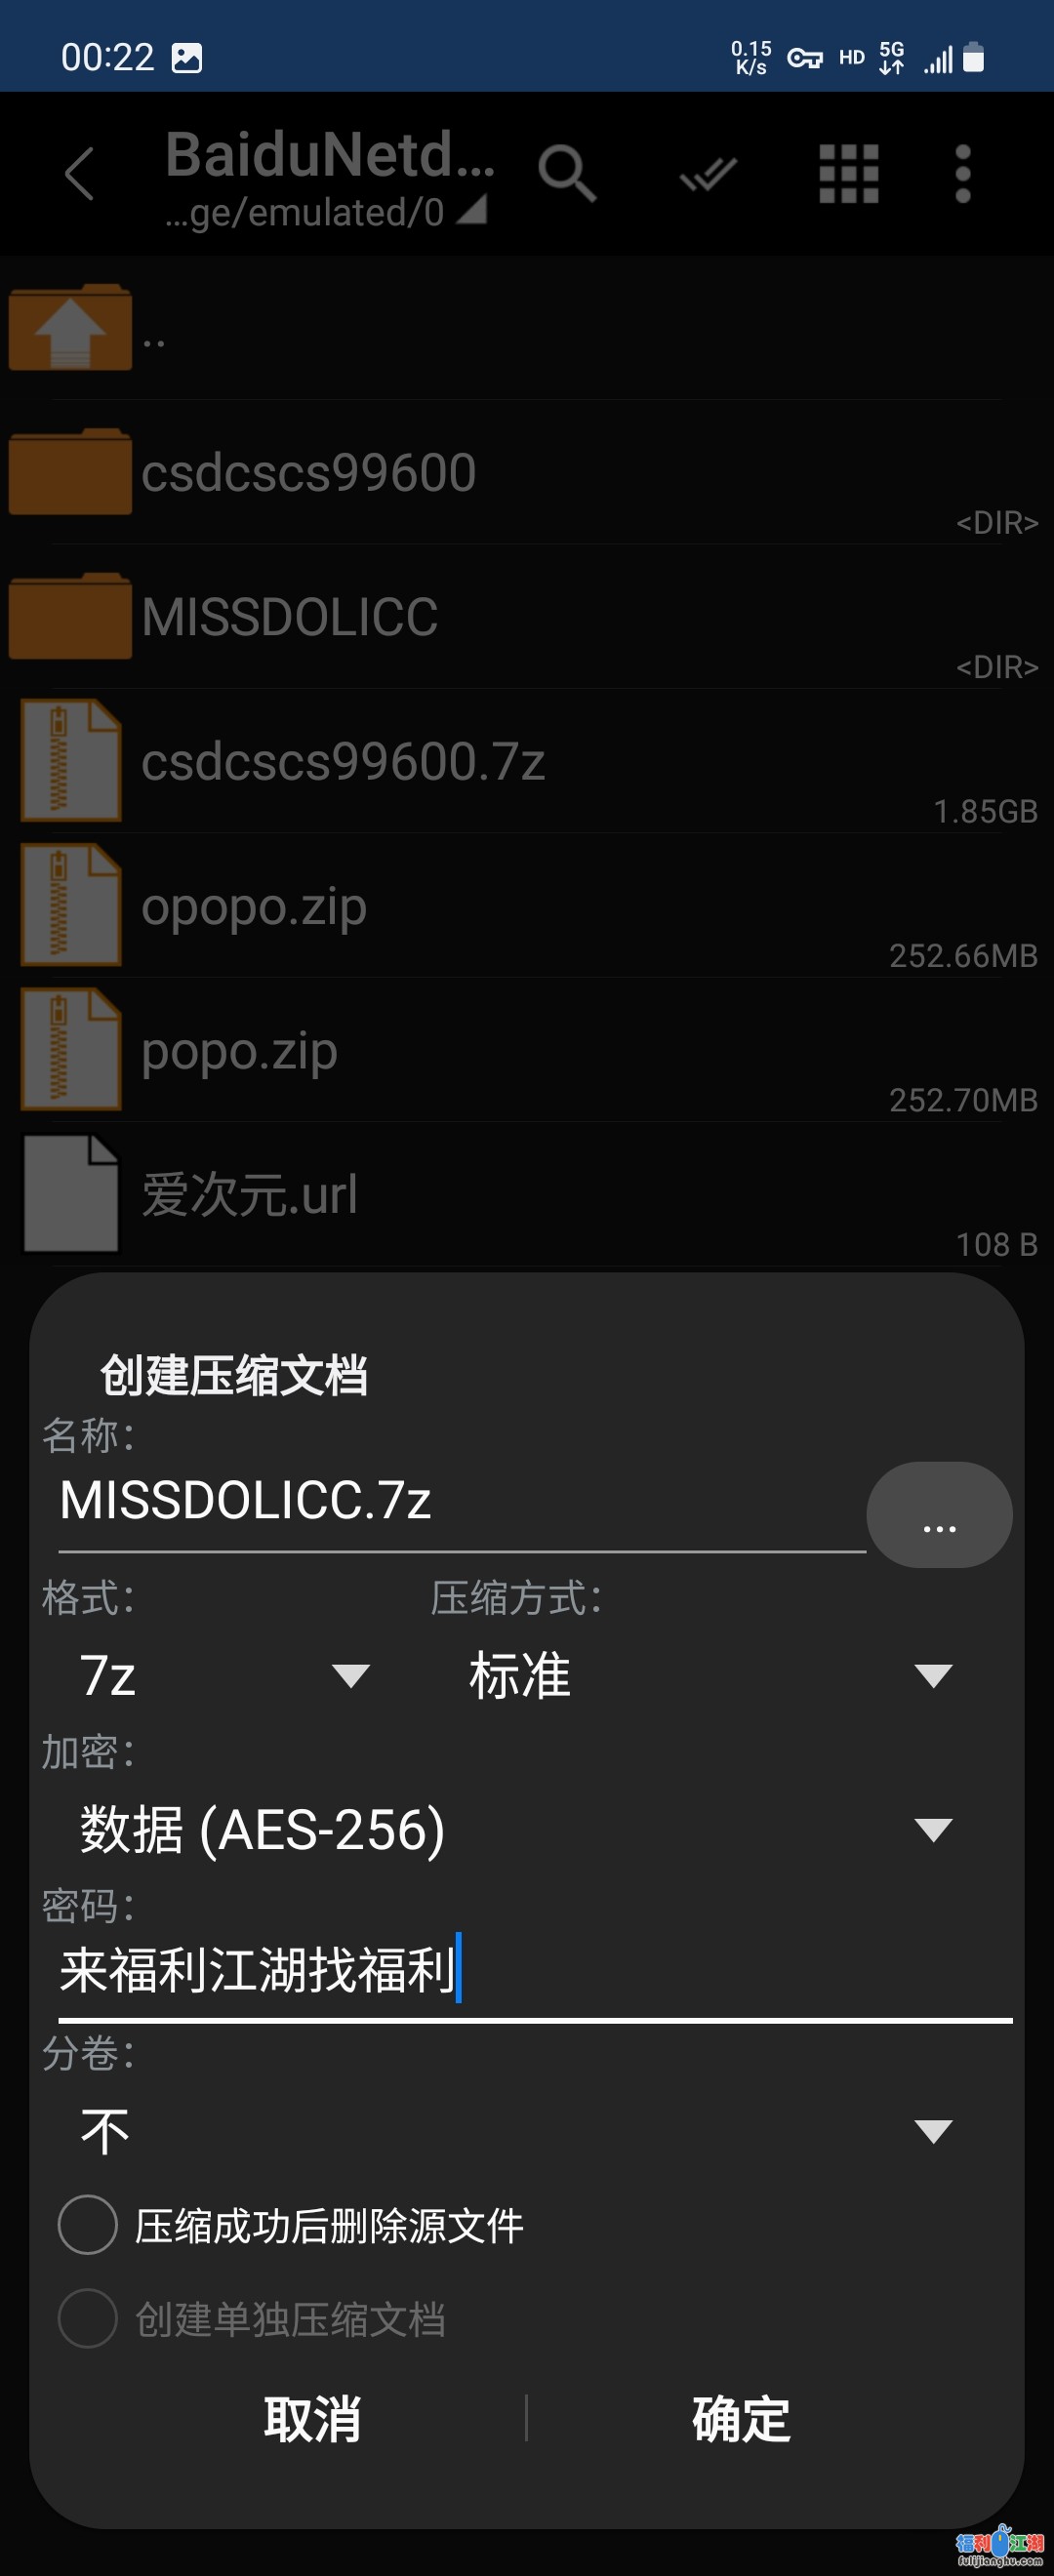 00:22
0.15
K/s
HD
5G
BaiduNetd...
...ge/emulated/0
..
csdcscs99600
<DIR>
MISSDOLICC
<DIR>
csdcscs99600.7z
1.85GB
opopo.zip
252.66MB
popo.zip
252.70MB
爱次元.url
108 B
创建压缩文档
名称：
MISSDOLICC.7z
...
格式： 压缩方式：
7z 标准
加密：
数据 (AES-256)
密码：
来福利江湖找福利
分卷：
不
压缩成功后删除源文件
创建单独压缩文档
取消 确定
福利江湖
fulijianghu.com